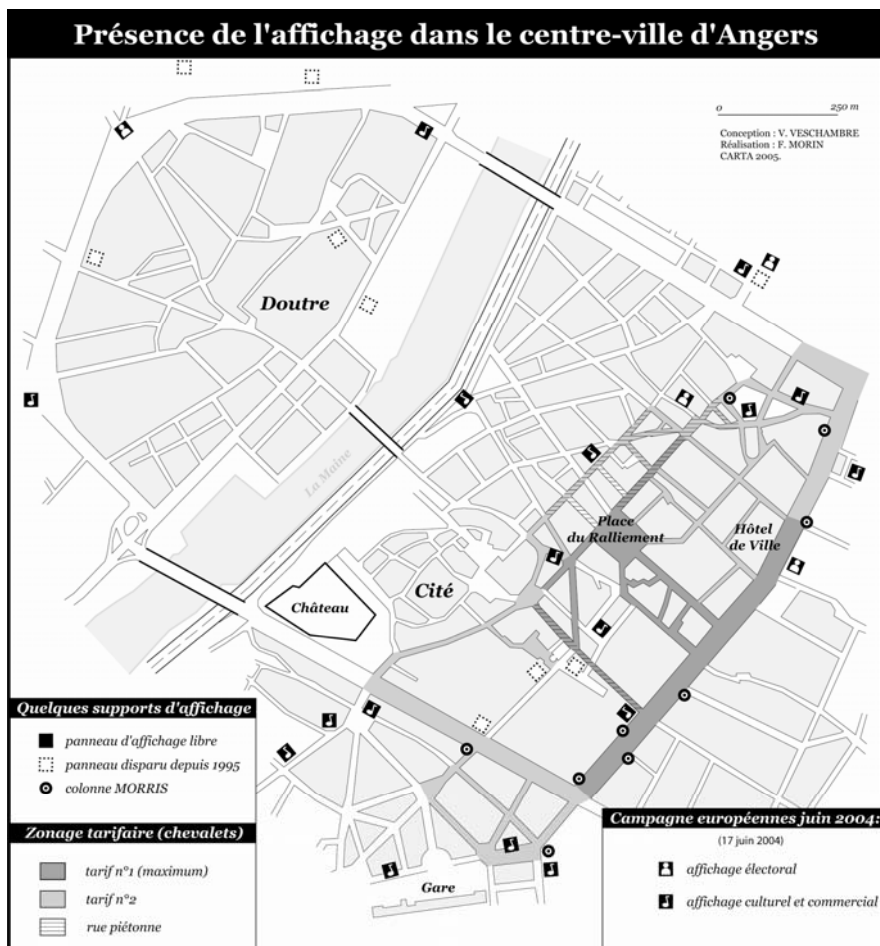 Présence de l'affichage dans le centre-ville d'Angers
0 250 m
Conception : V. VESCHAMBRE
Réalisation : F. MORIN
CARTA 2005.
Doutre
La Maine
Place
du Ralliement
Hôtel
de Ville
Cité
Château
Gare
Quelques supports d'affichage
panneau d'affichage libre
panneau disparu depuis 1995
colonne MORRIS
Zonage tarifaire (chevalets)
tarif n°1 (maximum)
tarif n°2
rue piétonne
Campagne européennes juin 2004:
(17 juin 2004)
affichage électoral
affichage culturel et commercial